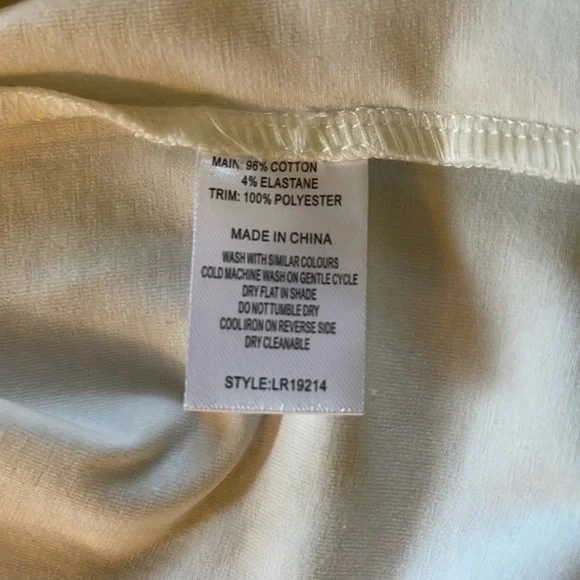 MAIN: 96% COTTON
4% ELASTANE
TRIM: 100% POLYESTER
MADE IN CHINA
WASH WITH SIMILAR COLOURS
COLD MACHINE WASH ON GENTLE CYCLE
DRY FLAT IN SHADE
DO NOT TUMBLE DRY
COOL IRON ON REVERSE SIDE
DRY CLEANABLE
STYLE:LR19214